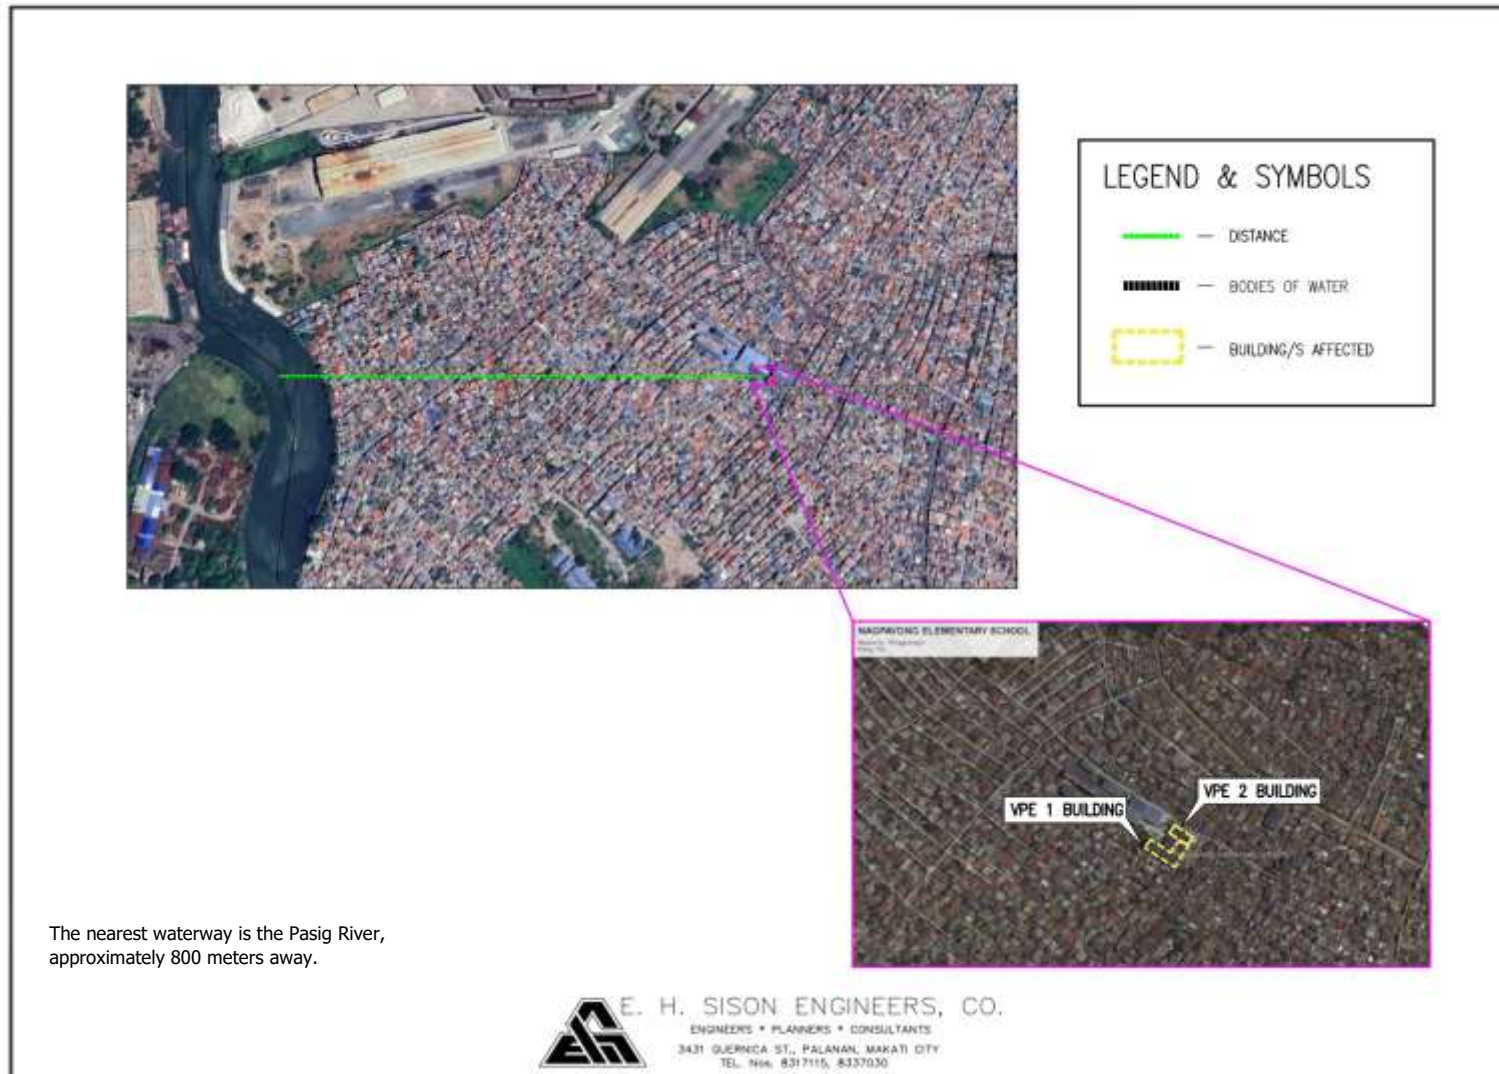 LEGEND & SYMBOLS
— DISTANCE
— BODIES OF WATER
— BUILDING/S AFFECTED
NAGPAYONG ELEMENTARY SCHOOL
VPE 1 BUILDING
VPE 2 BUILDING
The nearest waterway is the Pasig River,
approximately 800 meters away.
E. H. SISON ENGINEERS, CO.
ENGINEERS * PLANNERS * CONSULTANTS
3431 GUERNICA ST., PALANAN, MAKATI CITY
TEL. Nos. 8317115, 8337030